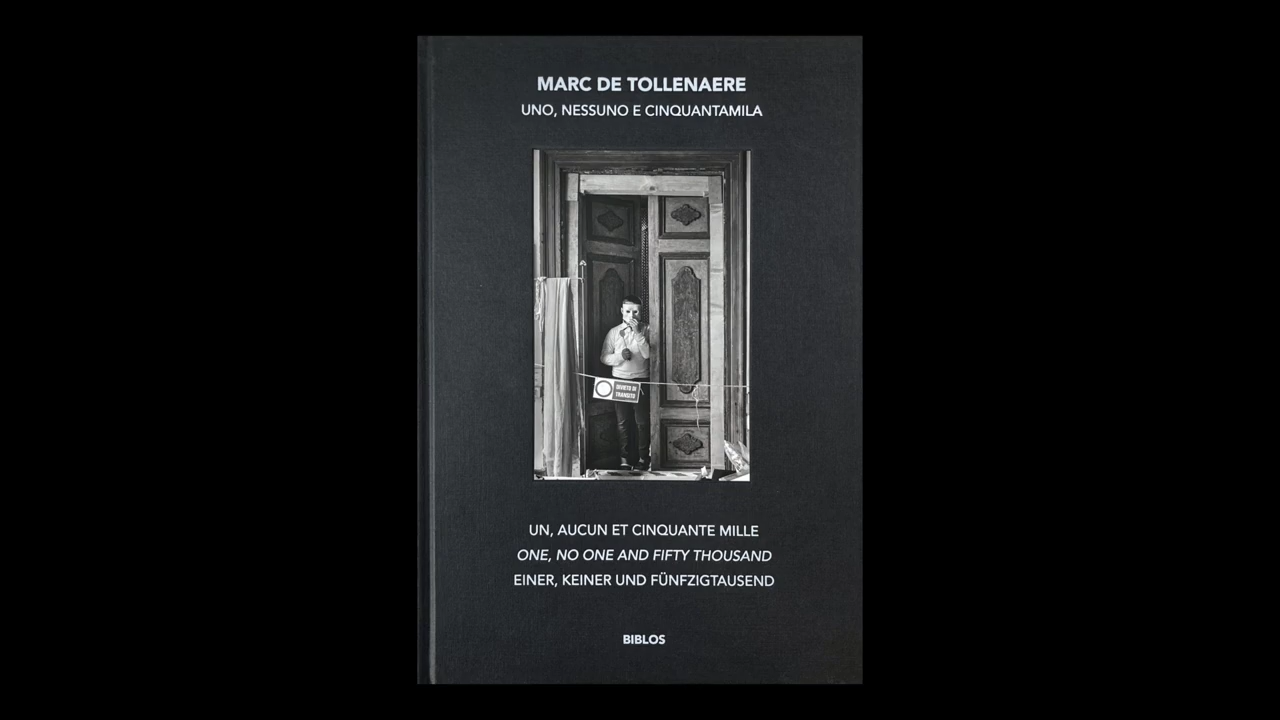 MARC DE TOLLENAERE
UNO, NESSUNO E CINQUANTAMILA
DIVIETO DI
TRANSITO
UN, AUCUN ET CINQUANTE MILLE
ONE, NO ONE AND FIFTY THOUSAND
EINER, KEINER UND FÜNFZIGTAUSEND
BIBLOS